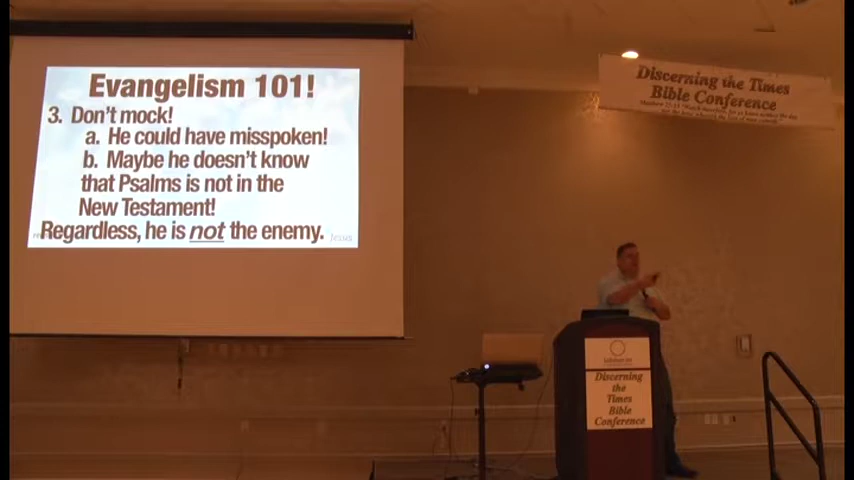 Evangelism 101!
3. Don't mock!
a. He could have misspoken!
b. Maybe he doesn't know
that Psalms is not in the
New Testament!
Regardless, he is not the enemy.
Jesus
Discerning the Times
Bible Conference
Discerning
the
Times
Bible
Conference